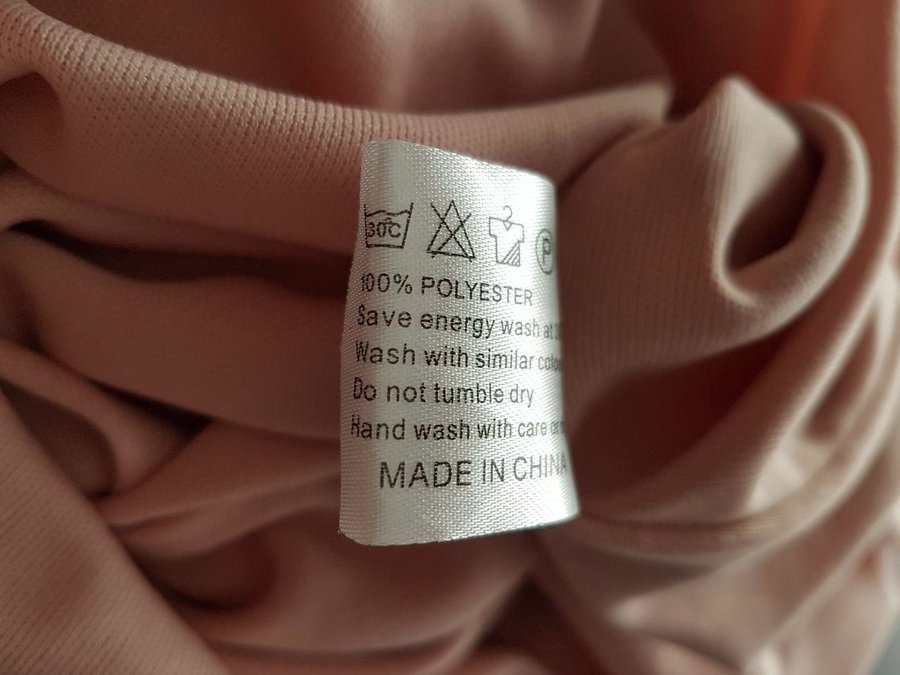 30°C P
100% POLYESTER
Save energy wash at
Wash with similar
Do not tumble dry
Hand wash with care
MADE IN CHINA